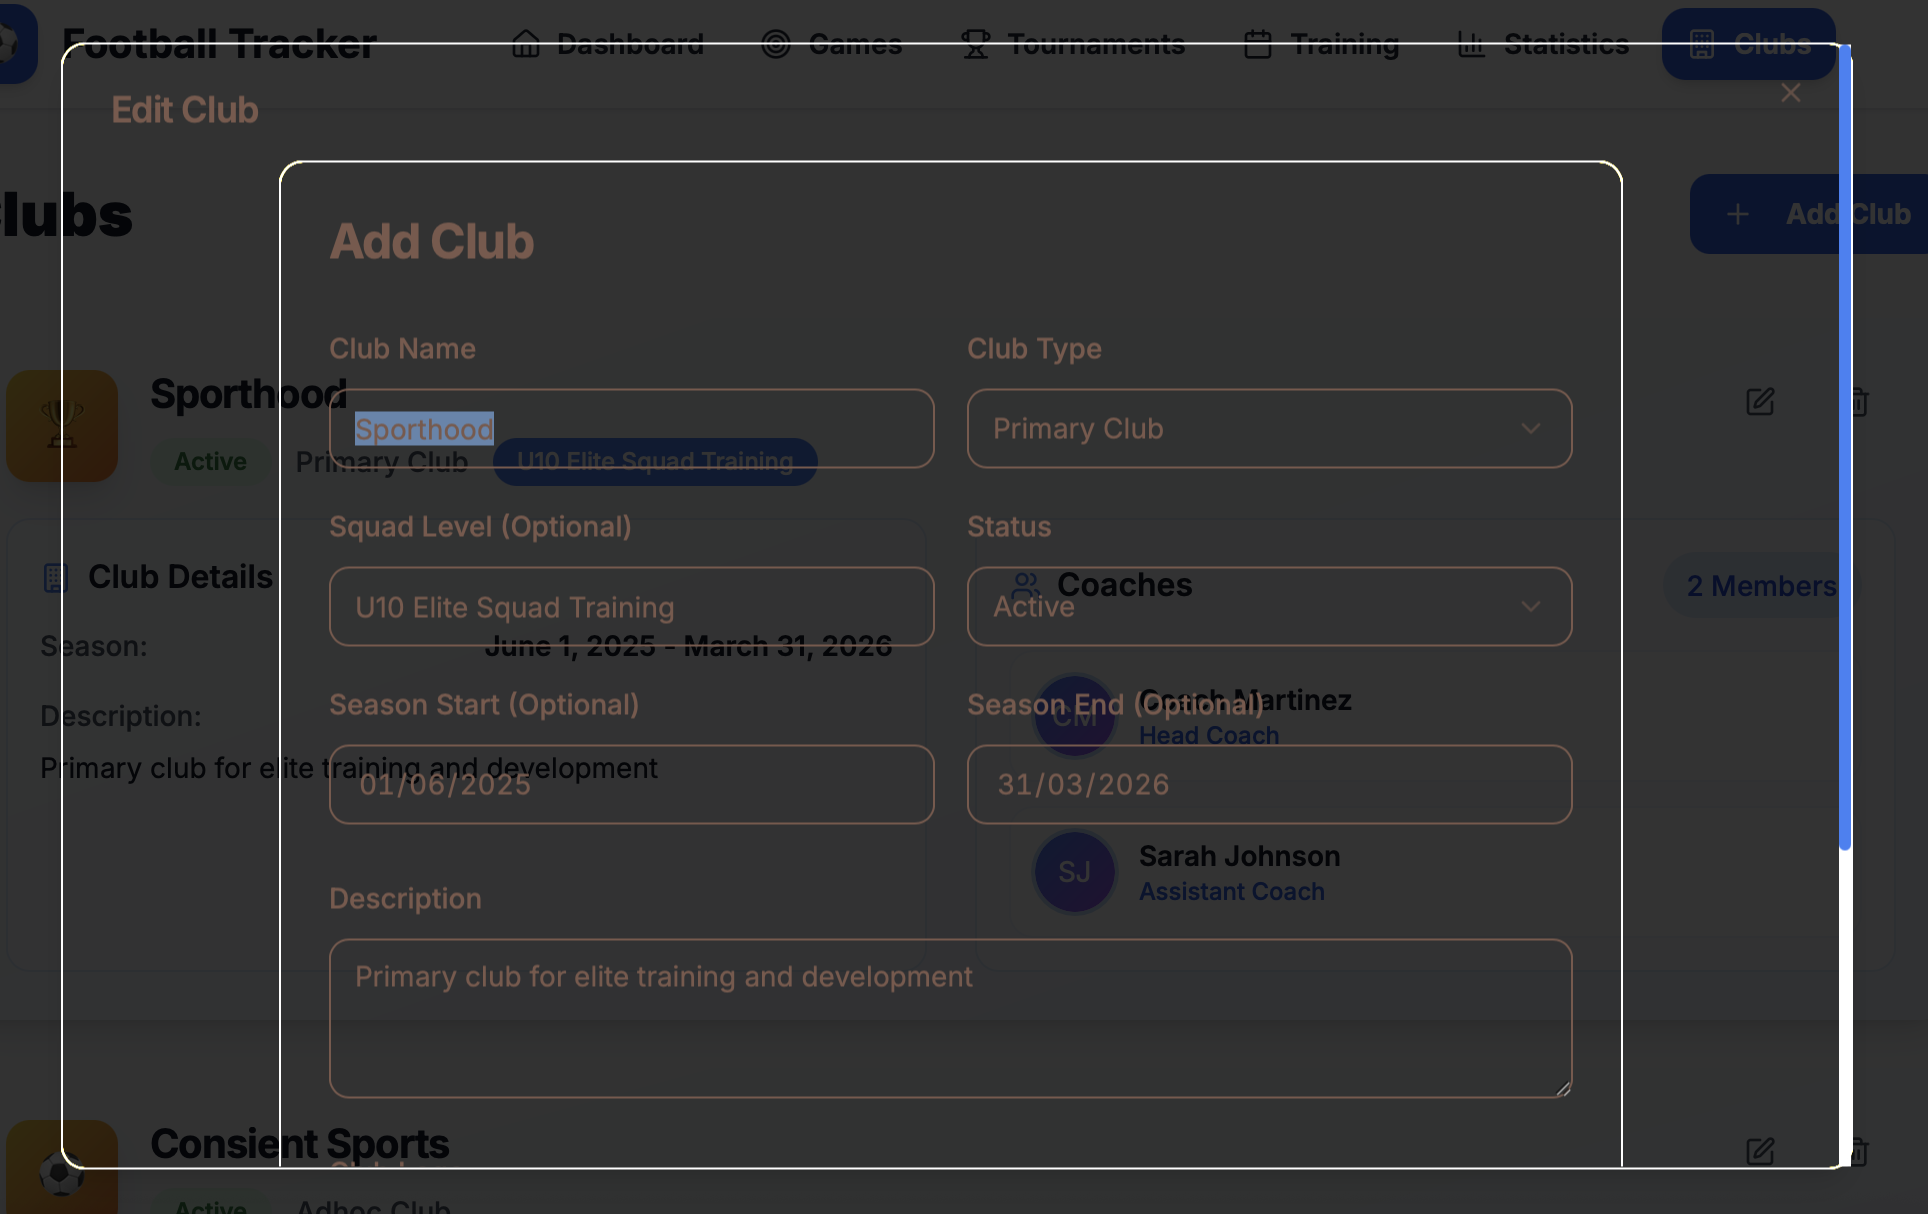 Football Tracker
Dashboard
Games
Tournaments
Training
Statistics
Clubs
Edit Club
lubs
Add Club
Add Club
Club Name
Club Type
Sporthood
Sporthood
Primary Club
Active
Primary Club
U10 Elite Squad Training
Squad Level (Optional)
Status
Club Details
Coaches
2 Members
U10 Elite Squad Training
Active
Season:
June 1, 2025 - March 31, 2026
Season Start (Optional)
Season End (Optional)
CM
Coach Martinez
Head Coach
Description:
Primary club for elite training and development
01/06/2025
31/03/2026
SJ
Sarah Johnson
Assistant Coach
Description
Primary club for elite training and development
Consient Sports
Active
Adhoc Club